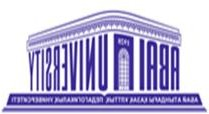 ABAI UNIVERSITY
АБАЙ АТЫНДАҒЫ ҚАЗАҚ ҰЛТТЫҚ ПЕДАГОГИКАЛЫҚ УНИВЕРСИТЕТІ